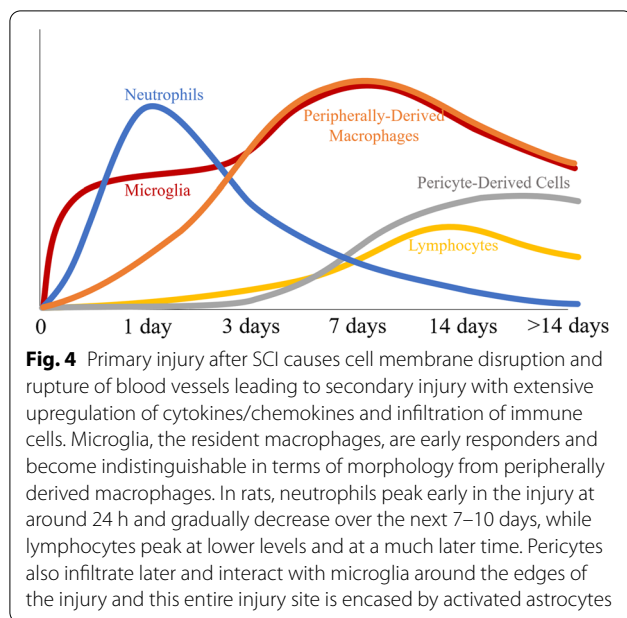 Neutrophils
Peripherally-Derived
Macrophages
Microglia
Pericyte-Derived Cells
Lymphocytes
0 1 day 3 days 7 days 14 days >14 days
Fig. 4 Primary injury after SCI causes cell membrane disruption and
rupture of blood vessels leading to secondary injury with extensive
upregulation of cytokines/chemokines and infiltration of immune
cells. Microglia, the resident macrophages, are early responders and
become indistinguishable in terms of morphology from peripherally
derived macrophages. In rats, neutrophils peak early in the injury at
around 24 h and gradually decrease over the next 7–10 days, while
lymphocytes peak at lower levels and at a much later time. Pericytes
also infiltrate later and interact with microglia around the edges of
the injury and this entire injury site is encased by activated astrocytes